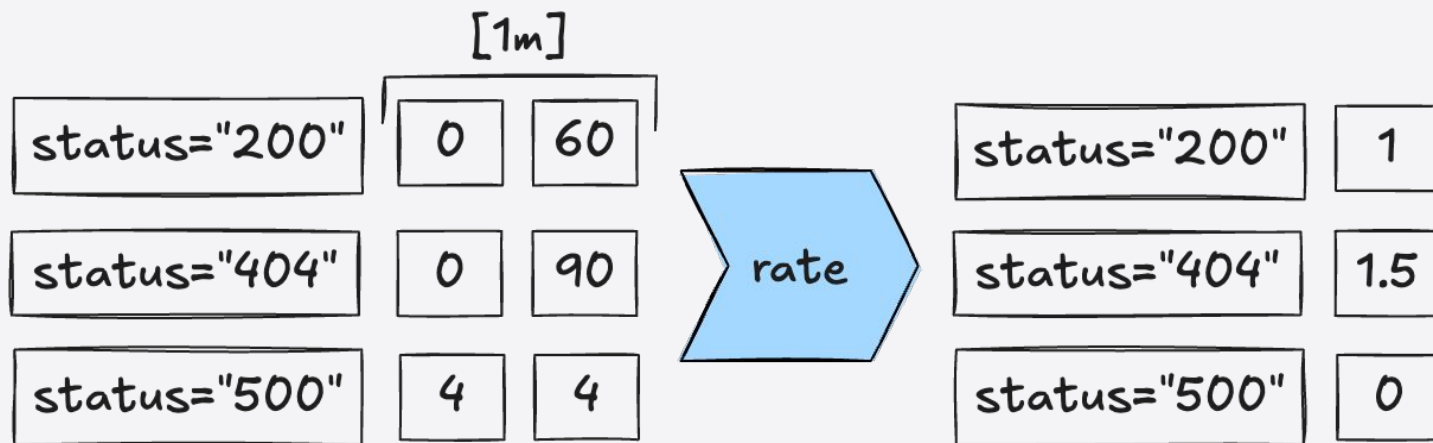 [1m]
status="200" 0 60
status="404" 0 90
status="500" 4 4
rate
status="200" 1
status="404" 1.5
status="500" 0